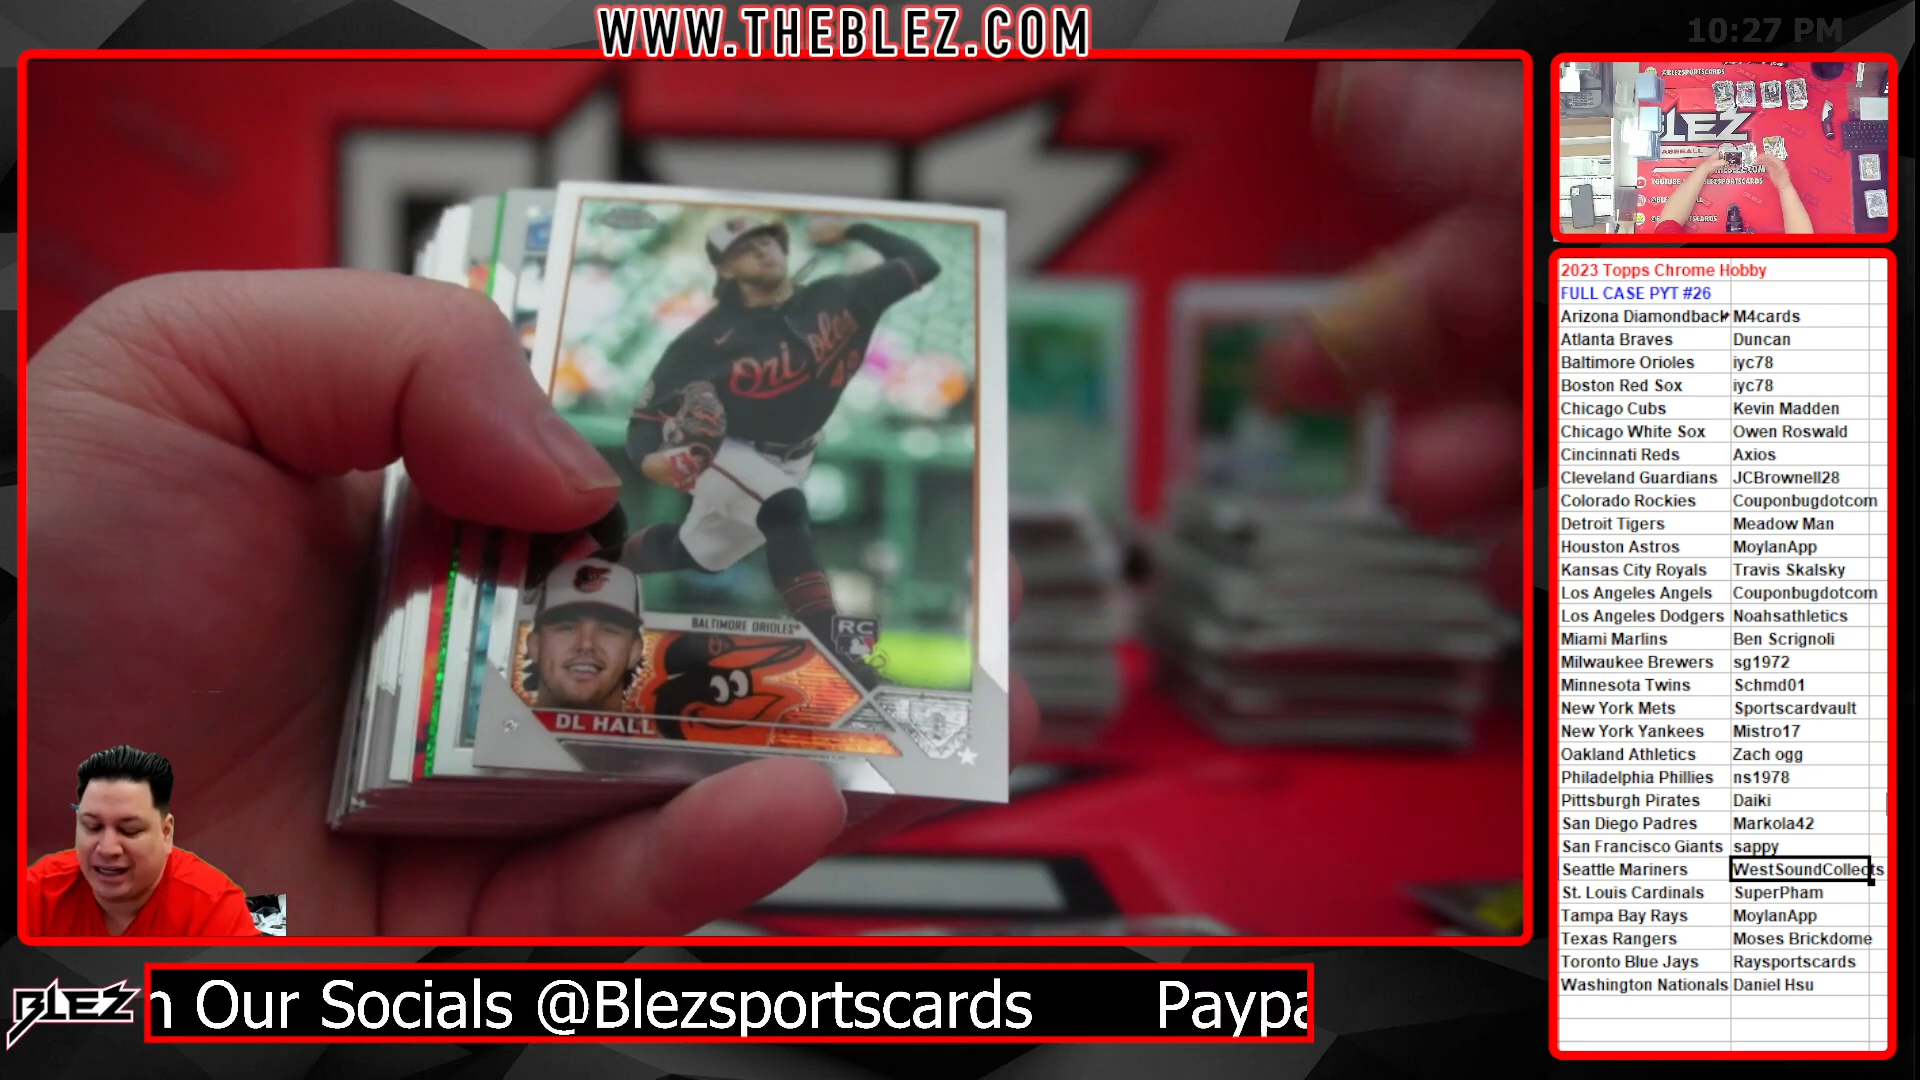 WWW.THEBLEZ.COM
10:27 PM
Orioles
BALTIMORE ORIOLES
RC
DL HALL
@BLEZSPORTSCARDS
BLEZ
BASEBALL
2023 Topps Chrome Hobby
FULL CASE PYT #26
Arizona Diamondback M4cards
Atlanta Braves Duncan
Baltimore Orioles iyc78
Boston Red Sox iyc78
Chicago Cubs Kevin Madden
Chicago White Sox Owen Roswald
Cincinnati Reds Axios
Cleveland Guardians JCBrownell28
Colorado Rockies Couponbugdotcom
Detroit Tigers Meadow Man
Houston Astros MoylanApp
Kansas City Royals Travis Skalsky
Los Angeles Angels Couponbugdotcom
Los Angeles Dodgers Noahsathletics
Miami Marlins Ben Scrignoli
Milwaukee Brewers sg1972
Minnesota Twins Schmd01
New York Mets Sportscardvault
New York Yankees Mistro17
Oakland Athletics Zach ogg
Philadelphia Phillies ns1978
Pittsburgh Pirates Daiki
San Diego Padres Markola42
San Francisco Giants sappy
Seattle Mariners WestSoundCollects
St. Louis Cardinals SuperPham
Tampa Bay Rays MoylanApp
Texas Rangers Moses Brickdome
Toronto Blue Jays Raysportscards
Washington Nationals Daniel Hsu
BLEZ
n Our Socials @Blezsportscards Paypa